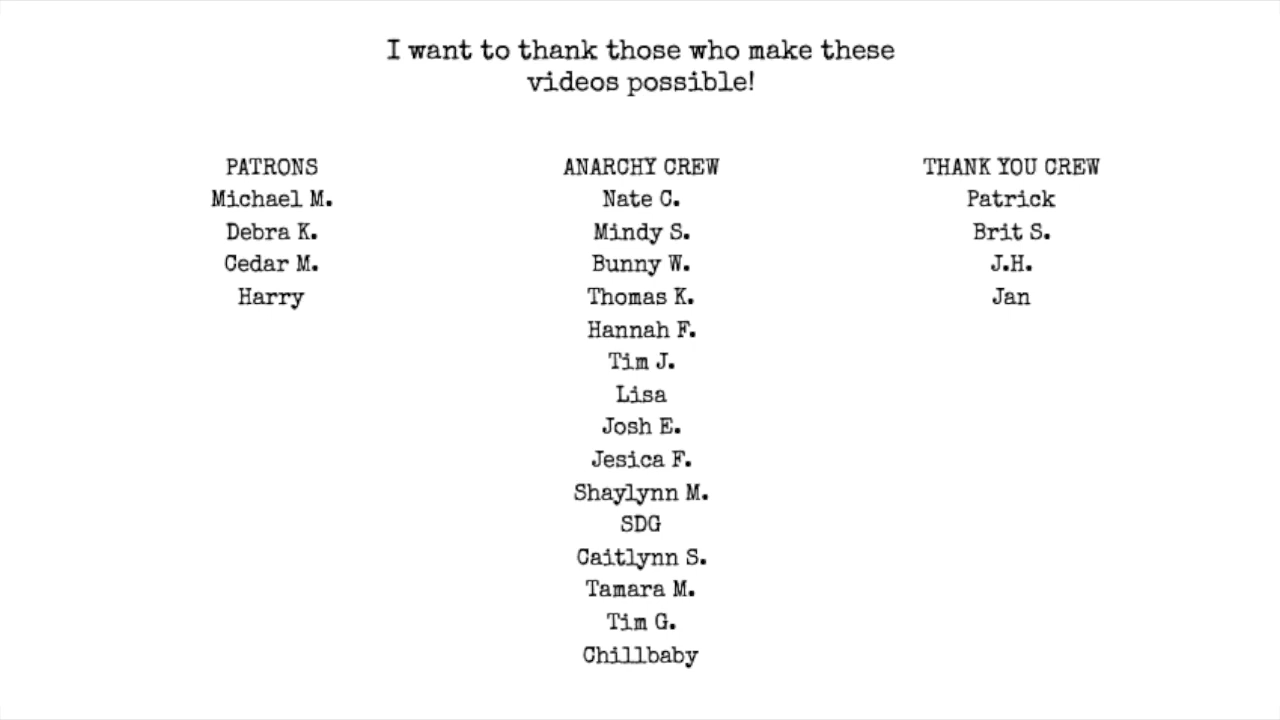 I want to thank those who make these
videos possible!
PATRONS
Michael M.
Debra K.
Cedar M.
Harry
ANARCHY CREW
Nate C.
Mindy S.
Bunny W.
Thomas K.
Hannah F.
Tim J.
Lisa
Josh E.
Jesica F.
Shaylynn M.
SDG
Caitlynn S.
Tamara M.
Tim G.
Chillbaby
THANK YOU CREW
Patrick
Brit S.
J.H.
Jan